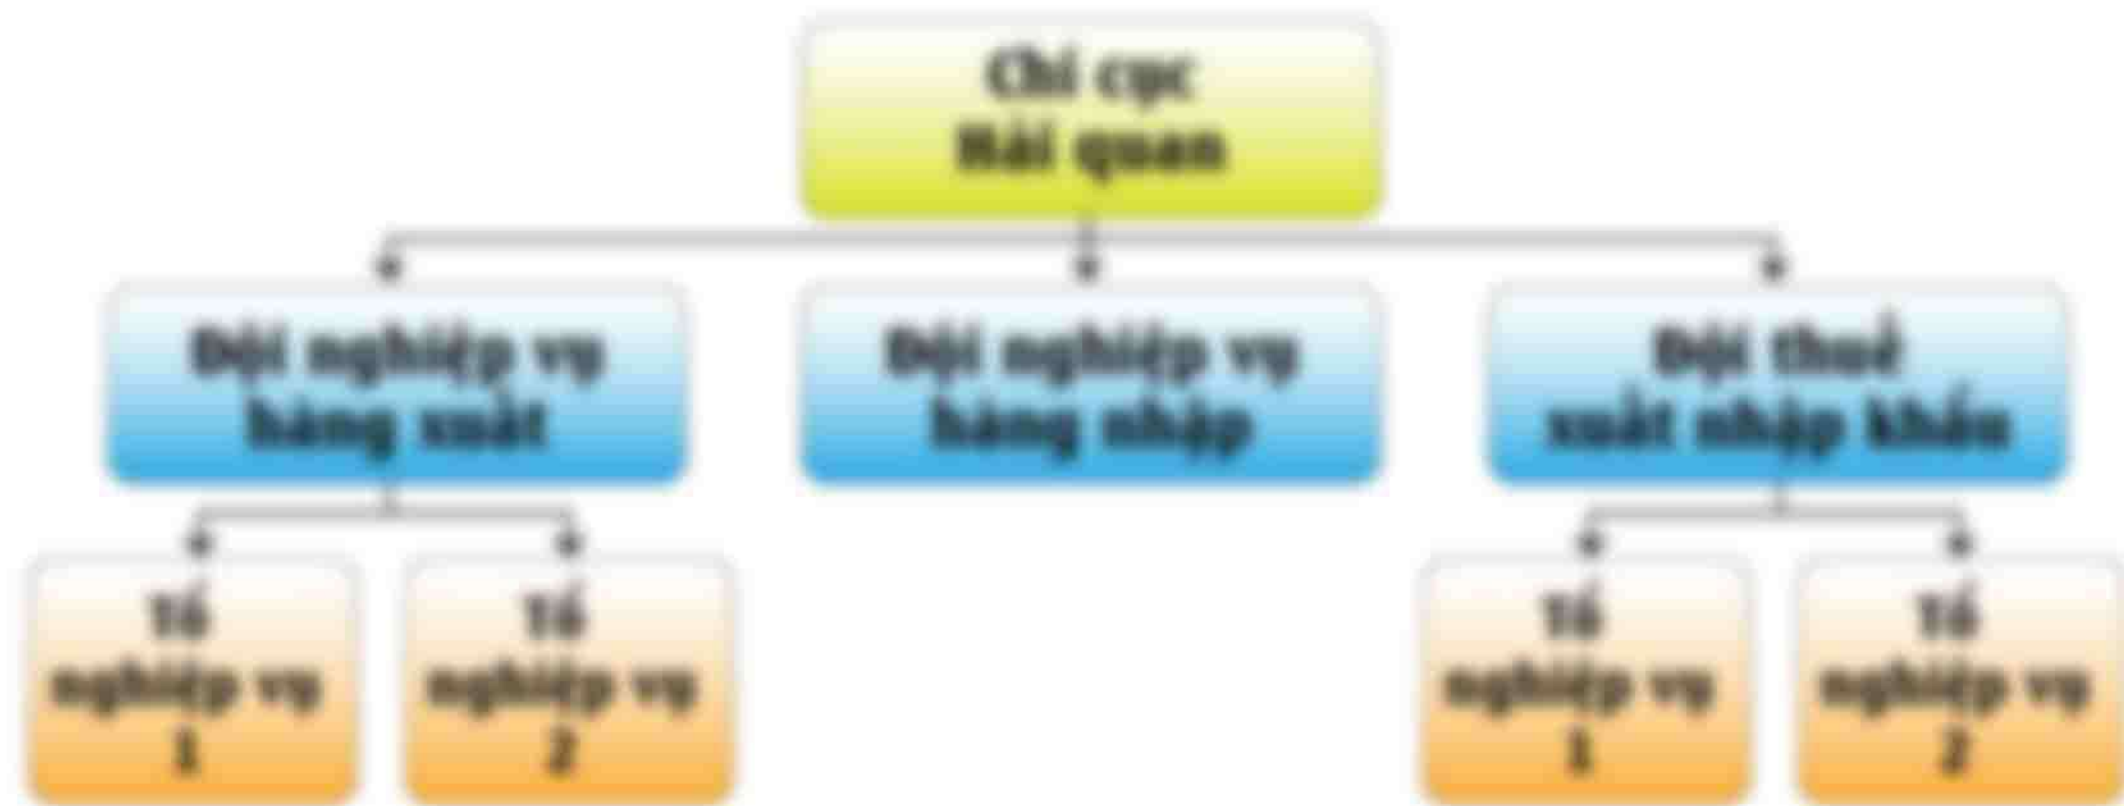 Chi cục
Hải quan
Đội nghiệp vụ
hàng xuất
Đội nghiệp vụ
hàng nhập
Đội thuế
xuất nhập khẩu
Tổ
nghiệp vụ
1
Tổ
nghiệp vụ
2
Tổ
nghiệp vụ
1
Tổ
nghiệp vụ
2